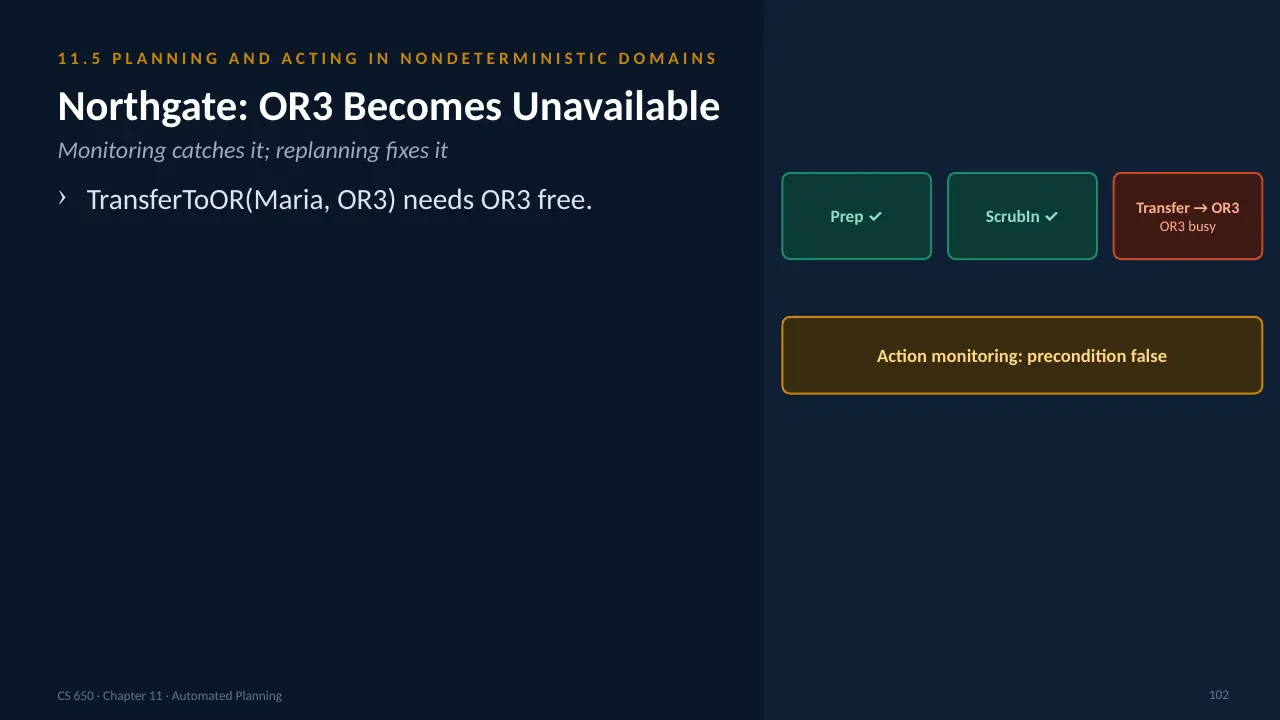 11.5 PLANNING AND ACTING IN NONDETERMINISTIC DOMAINS
Northgate: OR3 Becomes Unavailable
Monitoring catches it; replanning fixes it
› TransferToOR(Maria, OR3) needs OR3 free.
Prep ✓
ScrubIn ✓
Transfer → OR3
OR3 busy
Action monitoring: precondition false
CS 650 · Chapter 11 · Automated Planning
102